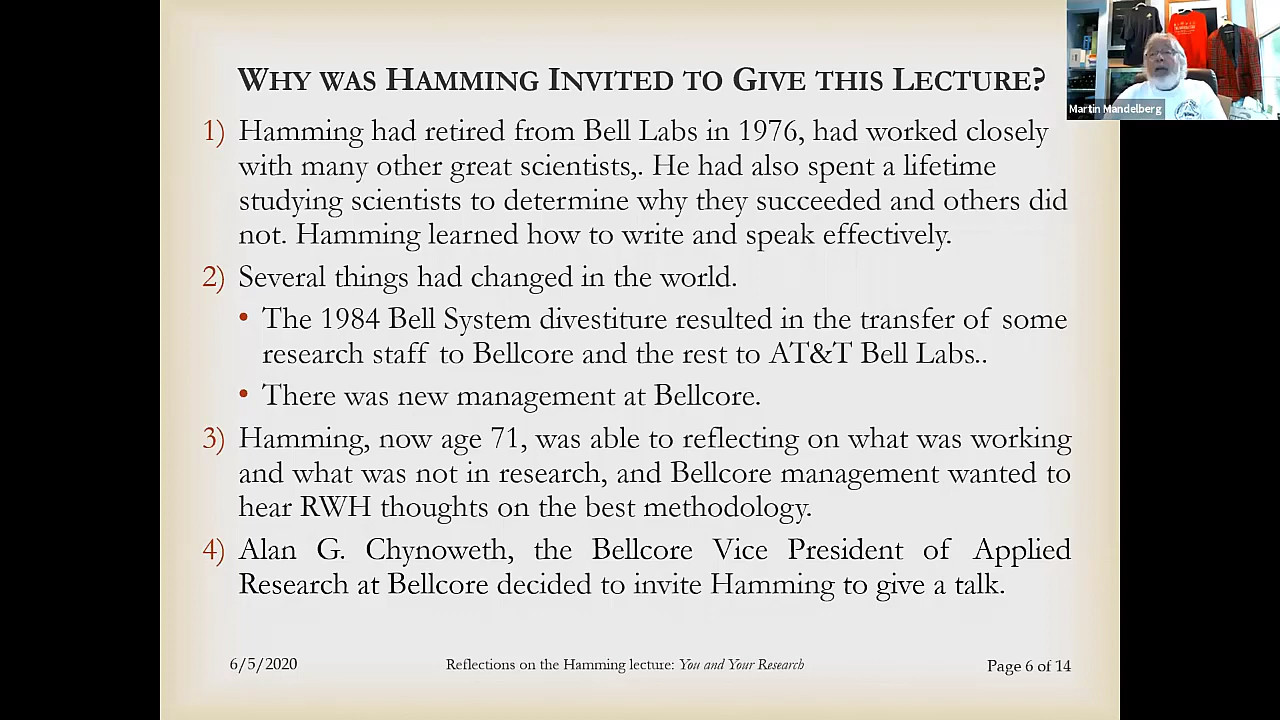 WHY WAS HAMMING INVITED TO GIVE THIS LECTURE?
Martin Mandelberg
1) Hamming had retired from Bell Labs in 1976, had worked closely
with many other great scientists,. He had also spent a lifetime
studying scientists to determine why they succeeded and others did
not. Hamming learned how to write and speak effectively.
2) Several things had changed in the world.
• The 1984 Bell System divestiture resulted in the transfer of some
research staff to Bellcore and the rest to AT&T Bell Labs..
• There was new management at Bellcore.
3) Hamming, now age 71, was able to reflecting on what was working
and what was not in research, and Bellcore management wanted to
hear RWH thoughts on the best methodology.
4) Alan G. Chynoweth, the Bellcore Vice President of Applied
Research at Bellcore decided to invite Hamming to give a talk.
6/5/2020 Reflections on the Hamming lecture: You and Your Research Page 6 of 14